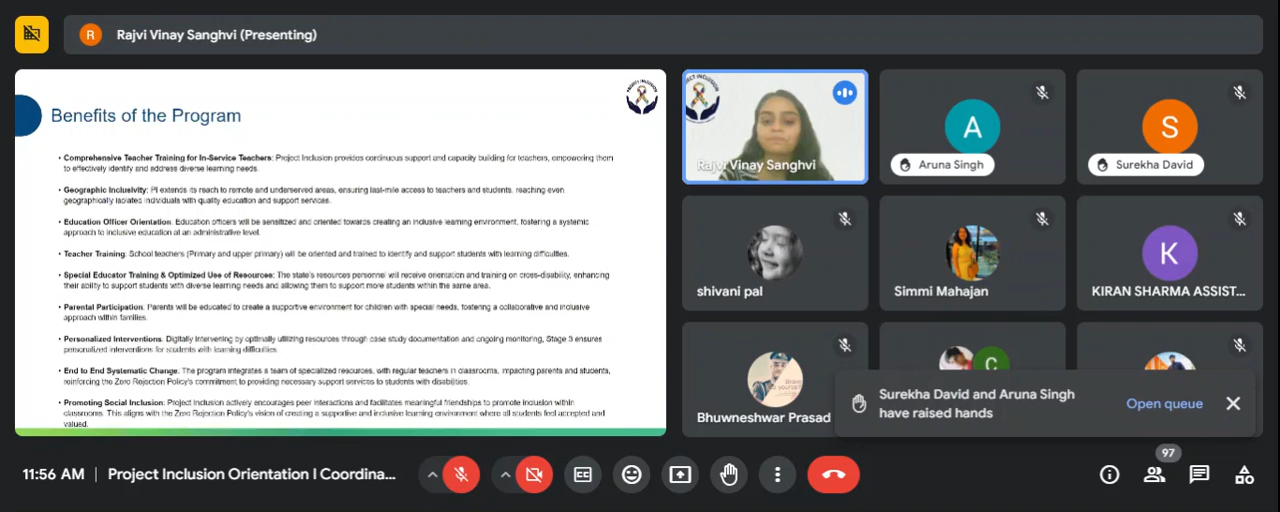 R Rajvi Vinay Sanghvi (Presenting)
Benefits of the Program
• Comprehensive Teacher Training for In-Service Teachers: Project Inclusion provides continuous support and capacity building for teachers, empowering them
to effectively identify and address diverse learning needs.
• Geographic Inclusivity: PI extends its reach to remote and underserved areas, ensuring last-mile access to teachers and students, reaching even
geographically isolated individuals with quality education and support services.
• Education Officer Orientation: Education officers will be sensitized and oriented towards creating an inclusive learning environment, fostering a systemic
approach to inclusive education at an administrative level.
• Teacher Training: School teachers (Primary and upper primary) will be oriented and trained to identify and support students with learning difficulties.
• Special Educator Training & Optimized Use of Resources: The state's resources personnel will receive orientation and training on cross-disability, enhancing
their ability to support students with diverse learning needs and allowing them to support more students within the same area.
• Parental Participation: Parents will be educated to create a supportive environment for children with special needs, fostering a collaborative and inclusive
approach within families.
• Personalized Interventions: Digitally intervening by optimally utilizing resources through case study documentation and ongoing monitoring, Stage 3 ensures
personalized interventions for students with learning difficulties.
• End to End Systematic Change: The program integrates a team of specialized resources, with regular teachers in classrooms, impacting parents and students,
reinforcing the Zero Rejection Policy's commitment to providing necessary support services to students with disabilities.
• Promoting Social Inclusion: Project Inclusion actively encourages peer interactions and facilitates meaningful friendships to promote inclusion within
classrooms. This aligns with the Zero Rejection Policy's vision of creating a supportive and inclusive learning environment where all students feel accepted and
valued.
Rajvi Vinay Sanghvi
A
Aruna Singh
S
Surekha David
shivani pal
Simmi Mahajan
K
KIRAN SHARMA ASSIST...
Bhuwneshwar Prasad
C
Surekha David and Aruna Singh
have raised hands
Open queue
11:56 AM | Project Inclusion Orientation I Coordina...
97